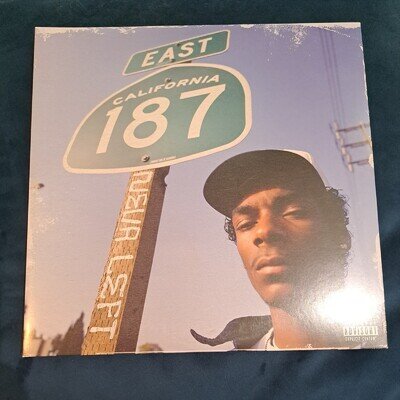 EAST
CALIFORNIA
187
NEVA LEFT
PARENTAL
ADVISORY
EXPLICIT CONTENT